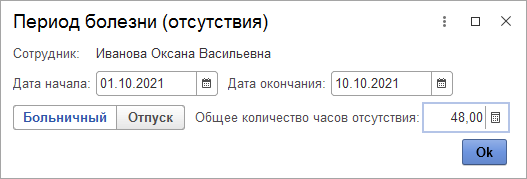 Период болезни (отсутствия)
Сотрудник: Иванова Оксана Васильевна
Дата начала: 01.10.2021 Дата окончания: 10.10.2021
Больничный Отпуск Общее количество часов отсутствия: 48,00
Ok